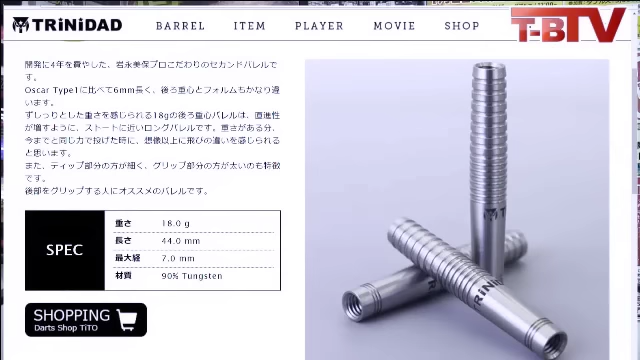 TRiNiDAD
BARREL
ITEM
PLAYER
MOVIE
SHOP
T-BTV
開発に4年を費やした、岩永美保プロこだわりのセカンドバレルで
す。
Oscar Type1に比べて6mm長く、後ろ重心とフォルムもかなり違
います。
ずっしりとした重さを感じられる18gの後ろ重心バレルは、直進性
が増すように、ストートに近いロングバレルです。重さがある分、
今までと同じ力で投げた時に、想像以上に飛びの違いを感じられる
と思います。
また、ティップ部分の方が細く、グリップ部分の方が太いのも特徴
です。
後部をグリップする人にオススメのバレルです。
SPEC
重さ 18.0 g
長さ 44.0 mm
最大経 7.0 mm
材質 90% Tungsten
SHOPPING
Darts Shop TiTO